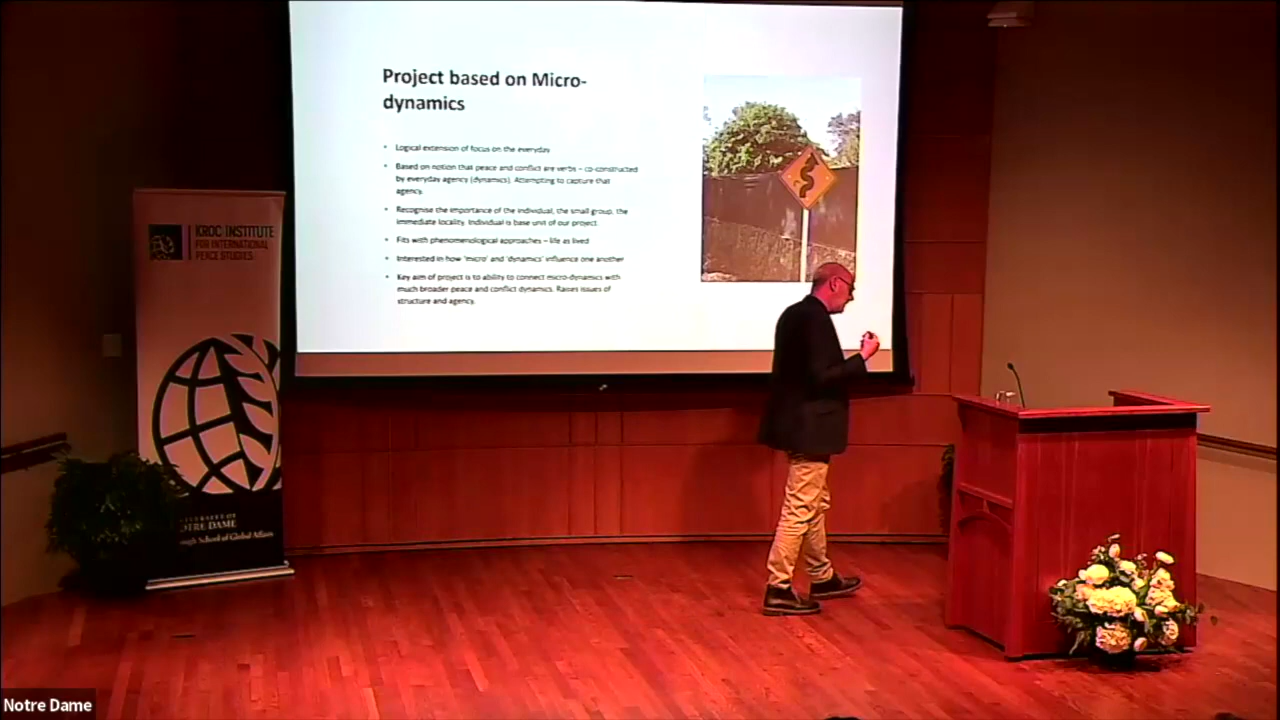 Project based on Micro-
dynamics
• Logical extension of focus on the everyday
• Based on notion that peace and conflict are verbs – co-constructed
by everyday agency (dynamics). Attempting to capture that
agency.
• Recognise the importance of the individual, the small group, the
immediate locality. Individual is base unit of our project.
• Fits with phenomenological approaches – life as lived
• Interested in how 'micro' and 'dynamics' influence one another
• Key aim of project is to ability to connect micro-dynamics with
much broader peace and conflict dynamics. Raises issues of
structure and agency.
KROC INSTITUTE
FOR INTERNATIONAL
PEACE STUDIES
NOTRE DAME
School of Global Affairs
Notre Dame